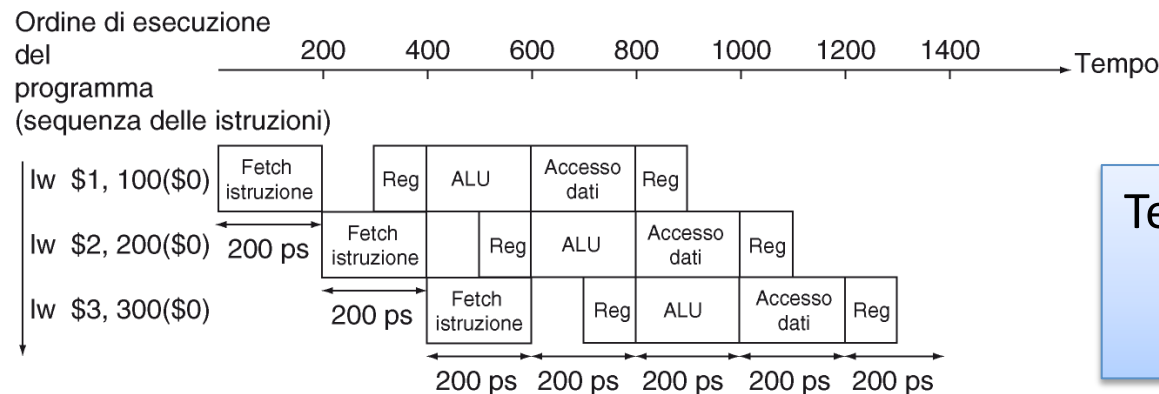 Ordine di esecuzione
del
programma
(sequenza delle istruzioni)
200 400 600 800 1000 1200 1400
Tempo
lw $1, 100($0)
Fetch
istruzione
Reg
ALU
Accesso
dati
Reg
200 ps
lw $2, 200($0)
Fetch
istruzione
Reg
ALU
Accesso
dati
Reg
200 ps
lw $3, 300($0)
Fetch
istruzione
Reg
ALU
Accesso
dati
Reg
200 ps 200 ps 200 ps 200 ps 200 ps